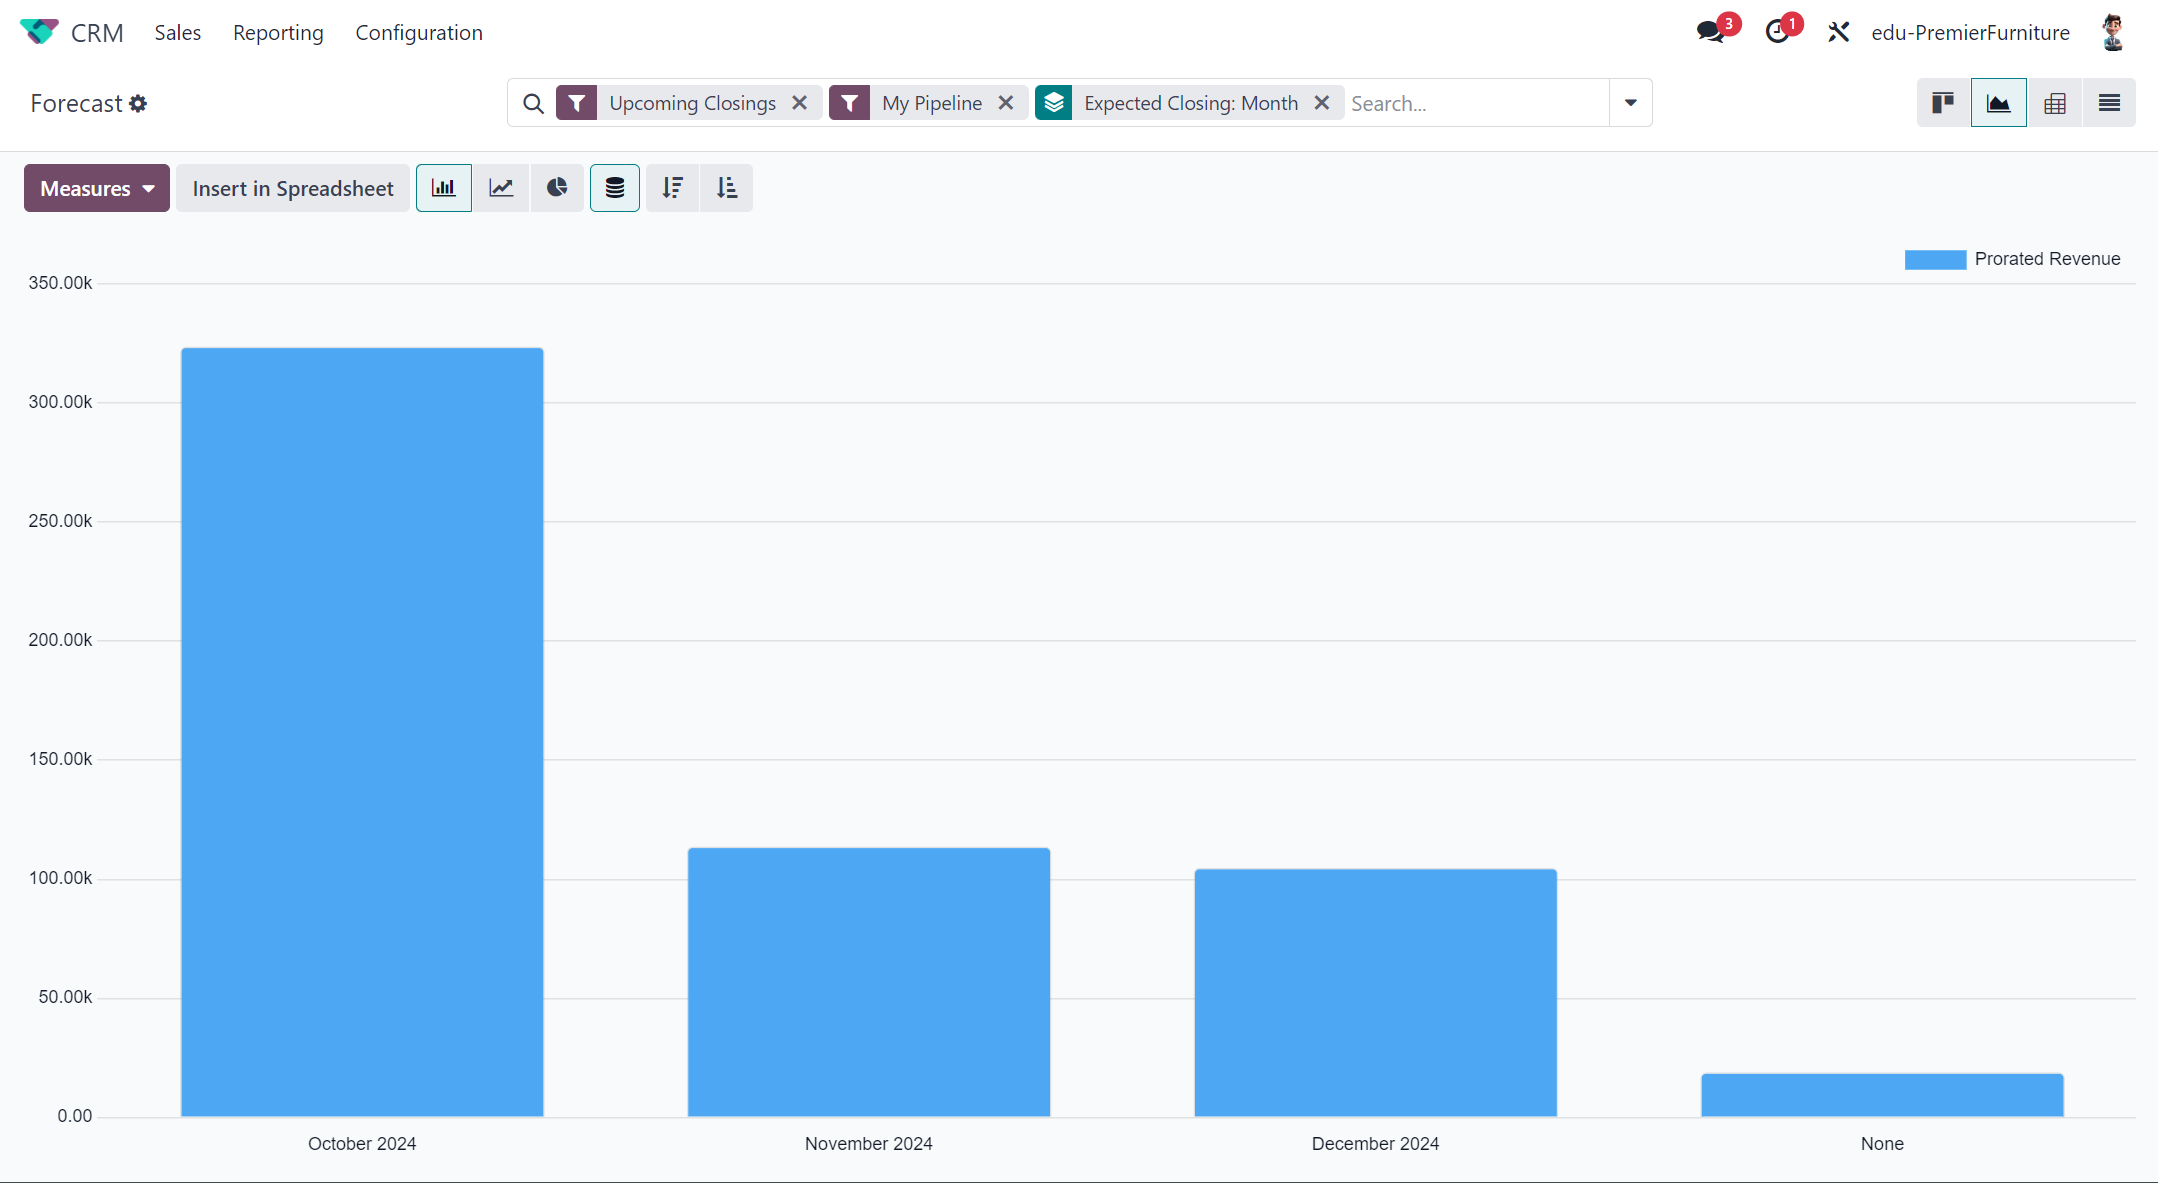 CRM Sales Reporting Configuration 3 1 edu-PremierFurniture
Forecast Upcoming Closings My Pipeline Expected Closing: Month Search...
Measures Insert in Spreadsheet
Prorated Revenue
350.00k
300.00k
250.00k
200.00k
150.00k
100.00k
50.00k
0.00
October 2024 November 2024 December 2024 None